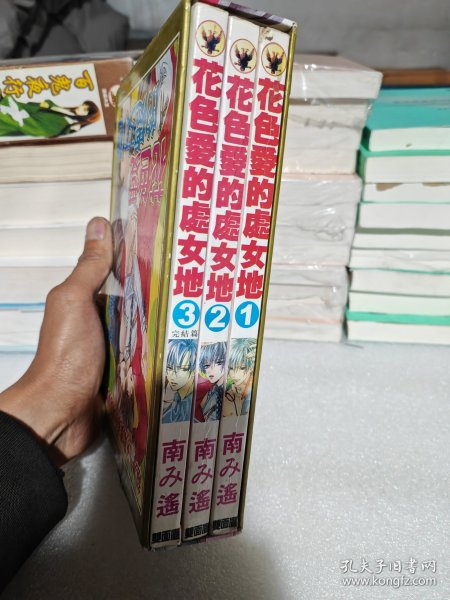 百鬼夜行
花色愛的處女地
3
完結篇
南み遙
花色愛的處女地
2
南み遙
花色愛的處女地
1
南み遙
孔夫子旧书网
www.kongfz.com